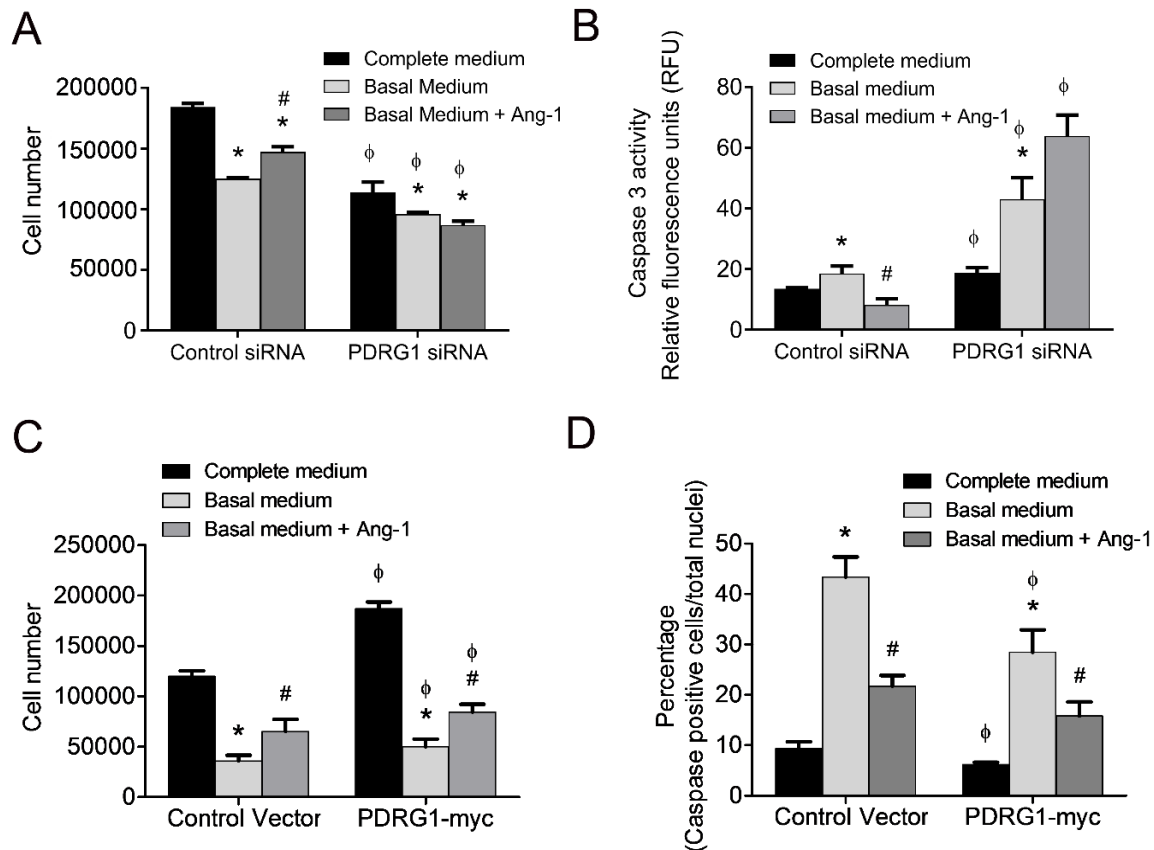 A
Complete medium
Basal Medium
Basal Medium + Ang-1
Cell number
200000
150000
100000
50000
0
*
#
*
ϕ
ϕ
*
ϕ
*
Control siRNA
PDRG1 siRNA
B
Complete medium
Basal medium
Basal medium + Ang-1
Caspase 3 activity
Relative fluorescence units (RFU)
80
60
40
20
0
*
#
ϕ
ϕ
*
ϕ
Control siRNA
PDRG1 siRNA
C
Complete medium
Basal medium
Basal medium + Ang-1
Cell number
250000
200000
150000
100000
50000
0
*
#
ϕ
ϕ
*
ϕ
#
Control Vector
PDRG1-myc
D
Complete medium
Basal medium
Basal medium + Ang-1
Percentage
(Caspase positive cells/total nuclei)
50
40
30
20
10
0
*
#
ϕ
ϕ
*
#
Control Vector
PDRG1-myc